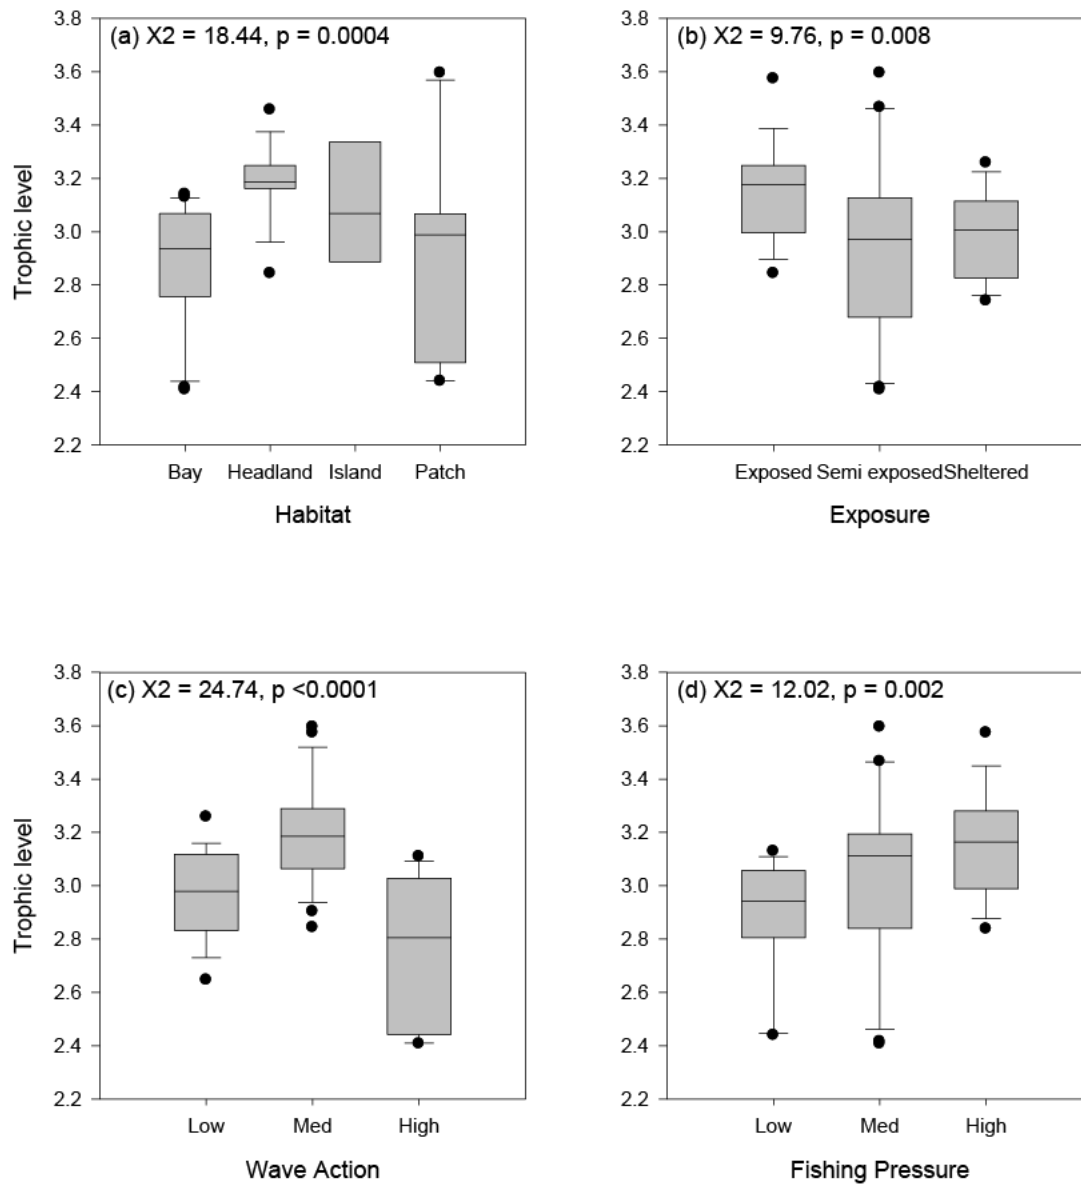 (a) X2 = 18.44, p = 0.0004
3.8
3.6
3.4
3.2
3.0
2.8
2.6
2.4
2.2
Trophic level
Bay Headland Island Patch
Habitat
(b) X2 = 9.76, p = 0.008
3.8
3.6
3.4
3.2
3.0
2.8
2.6
2.4
2.2
Exposed Semi exposed Sheltered
Exposure
(c) X2 = 24.74, p <0.0001
3.8
3.6
3.4
3.2
3.0
2.8
2.6
2.4
2.2
Trophic level
Low Med High
Wave Action
(d) X2 = 12.02, p = 0.002
3.8
3.6
3.4
3.2
3.0
2.8
2.6
2.4
2.2
Low Med High
Fishing Pressure